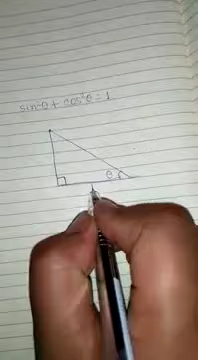 sin²θ + cos²θ = 1
θ